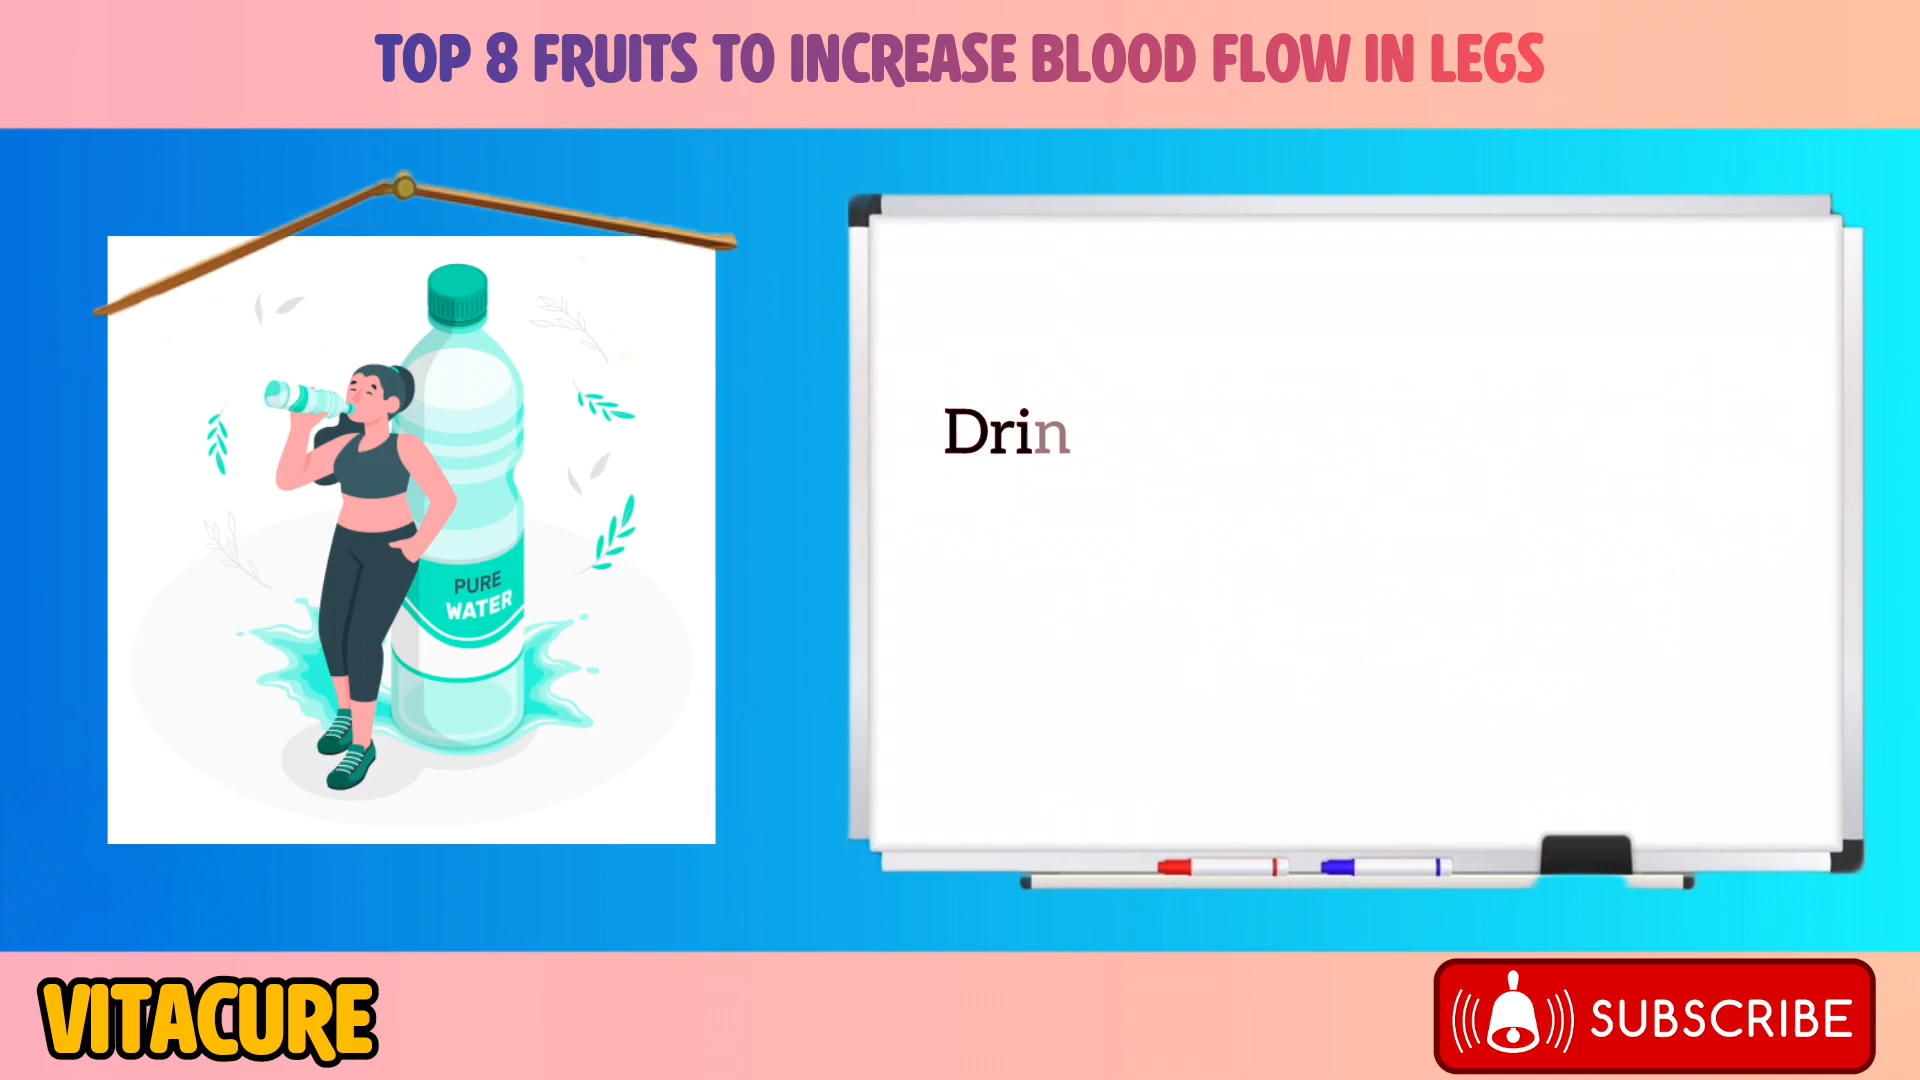 TOP 8 FRUITS TO INCREASE BLOOD FLOW IN LEGS
PURE
WATER
Drin
VITACURE
SUBSCRIBE